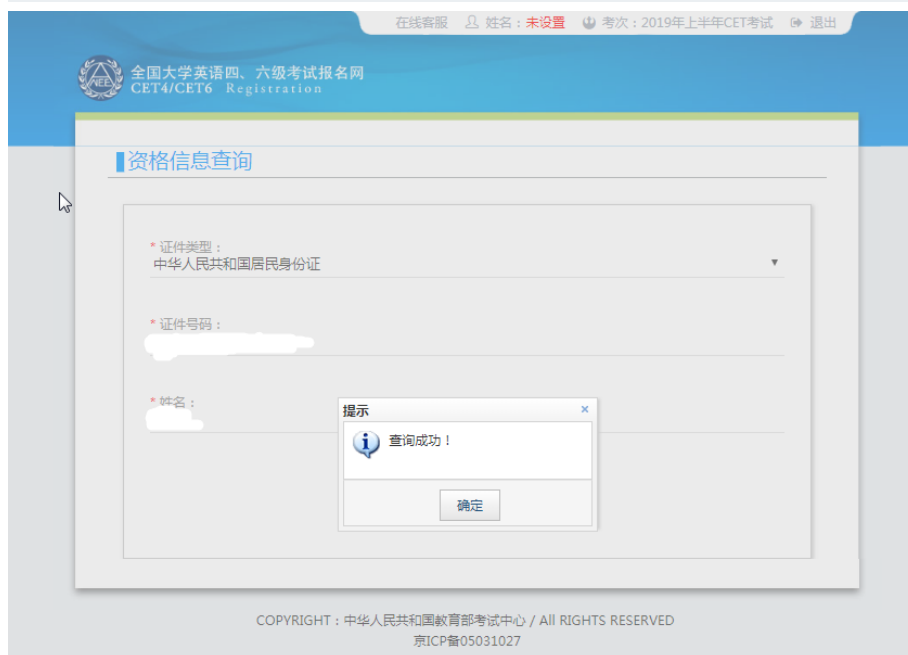 在线客服 姓名：未设置 考次：2019年上半年CET考试 退出
全国大学英语四、六级考试报名网
NEEA
CET4/CET6 Registration
资格信息查询
* 证件类型：
中华人民共和国居民身份证
* 证件号码：
* 姓名：
提示 ×
查询成功！
确定
COPYRIGHT：中华人民共和国教育部考试中心 / All RIGHTS RESERVED
京ICP备05031027